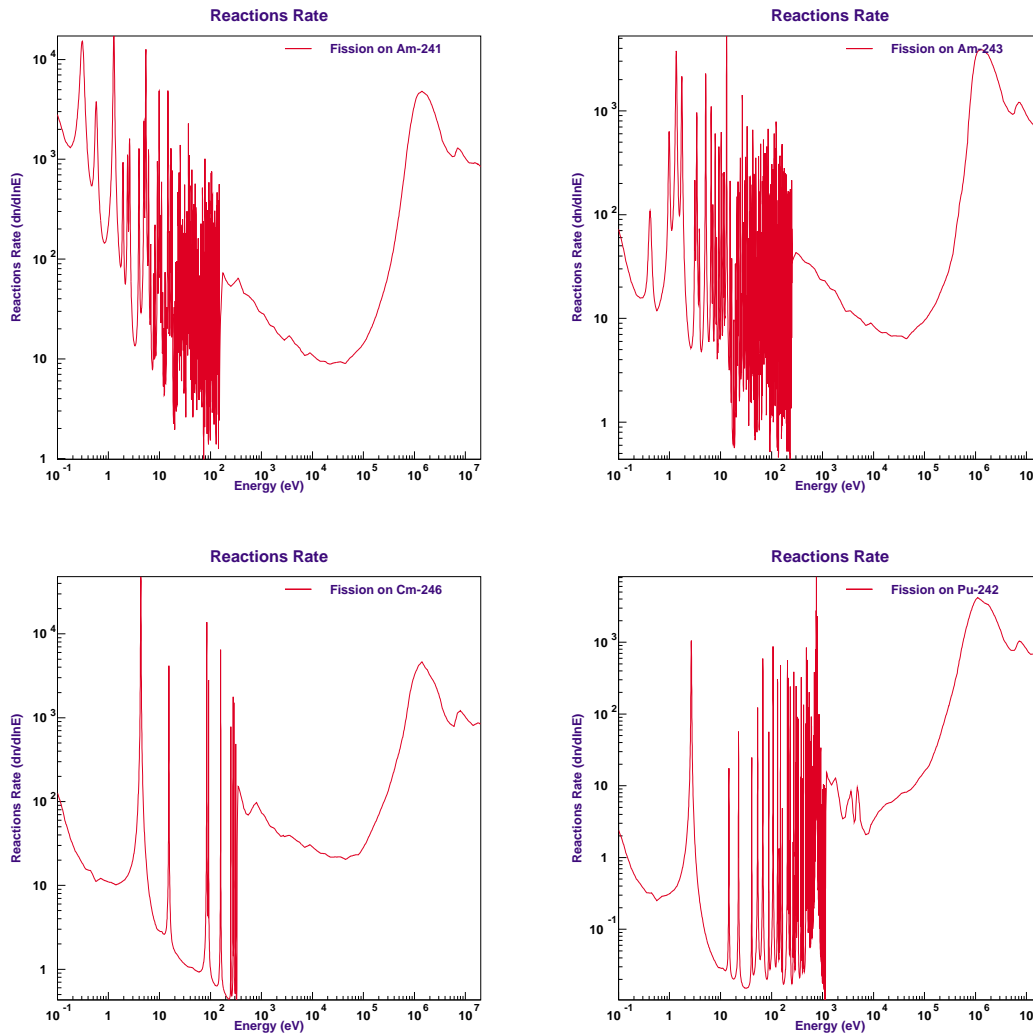 Reactions Rate
Fission on Am-241
Reactions Rate (dn/dlnE)
10^4
10^3
10^2
10
1
10^-1 1 10 10^2 10^3 10^4 10^5 10^6 10^7
Energy (eV)
Reactions Rate
Fission on Am-243
Reactions Rate (dn/dlnE)
10^3
10^2
10
1
10^-1 1 10 10^2 10^3 10^4 10^5 10^6
Energy (eV)
Reactions Rate
Fission on Cm-246
Reactions Rate (dn/dlnE)
10^4
10^3
10^2
10
1
10^-1 1 10 10^2 10^3 10^4 10^5 10^6 10^7
Energy (eV)
Reactions Rate
Fission on Pu-242
Reactions Rate (dn/dlnE)
10^3
10^2
10
1
10^-1
10^-1 1 10 10^2 10^3 10^4 10^5 10^6
Energy (eV)